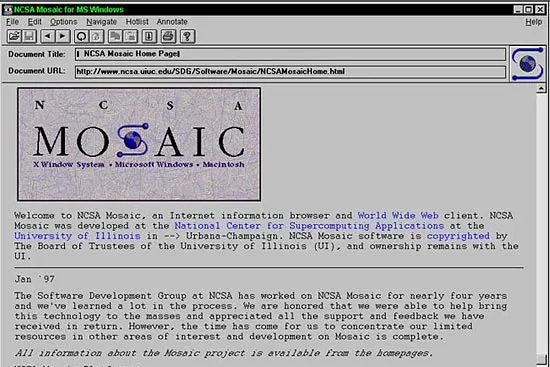 NCSA Mosaic for MS Windows
File Edit Options Navigate Hotlist Annotate Help
Document Title: NCSA Mosaic Home Page
Document URL: http://www.ncsa.uiuc.edu/SDG/Software/Mosaic/NCSAMosaicHome.html
N C S A
MOSAIC
X Window System • Microsoft Windows • Macintosh
Welcome to NCSA Mosaic, an Internet information browser and World Wide Web client. NCSA
Mosaic was developed at the National Center for Supercomputing Applications at the
University of Illinois in --> Urbana-Champaign. NCSA Mosaic software is copyrighted by
The Board of Trustees of the University of Illinois (UI), and ownership remains with the
UI.
Jan `97
The Software Development Group at NCSA has worked on NCSA Mosaic for nearly four years
and we've learned a lot in the process. We are honored that we were able to help bring
this technology to the masses and appreciated all the support and feedback we have
received in return. However, the time has come for us to concentrate our limited
resources in other areas of interest and development on Mosaic is complete.
All information about the Mosaic project is available from the homepages.